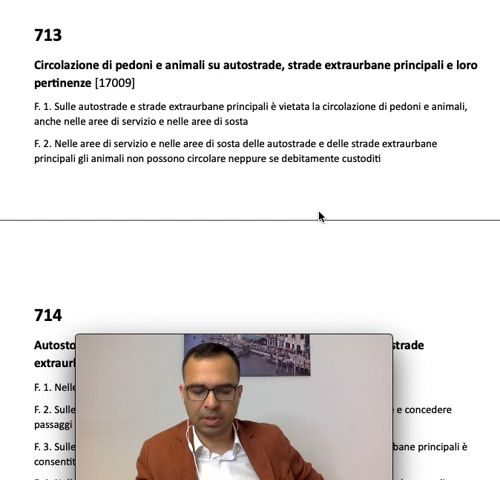 713
Circolazione di pedoni e animali su autostrade, strade extraurbane principali e loro
pertinenze [17009]
F. 1. Sulle autostrade e strade extraurbane principali è vietata la circolazione di pedoni e animali,
anche nelle aree di servizio e nelle aree di sosta
F. 2. Nelle aree di servizio e nelle aree di sosta delle autostrade e delle strade extraurbane
principali gli animali non possono circolare neppure se debitamente custoditi
714
Autosto strade
extraurb
F. 1. Nelle
F. 2. Sulle e concedere
passaggi
F. 3. Sulle bane principali è
consentit